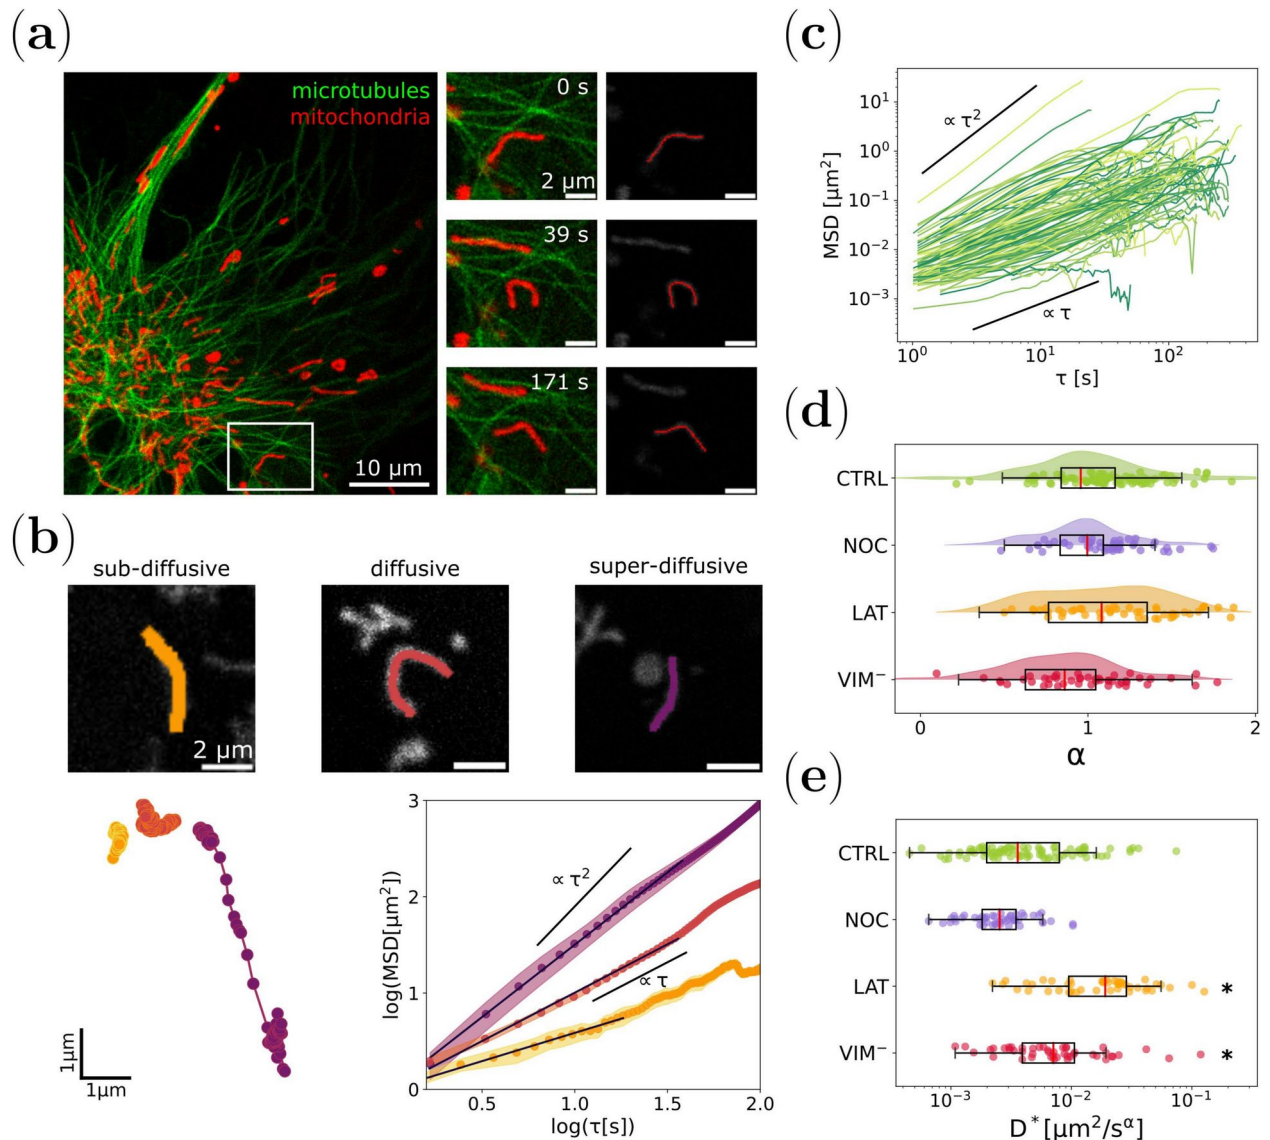 (a)
microtubules
mitochondria
10 µm
0 s
2 µm
39 s
171 s
(b)
sub-diffusive
diffusive
super-diffusive
2 µm
1µm
1µm
log(MSD[µm²])
3
2
1
0
∝ τ²
∝ τ
0.5
1.0
1.5
2.0
log(τ[s])
(c)
MSD [µm²]
10¹
10⁰
10⁻¹
10⁻²
10⁻³
∝ τ²
∝ τ
10⁰
10¹
10²
τ [s]
(d)
CTRL
NOC
LAT
VIM⁻
0
1
2
α
(e)
CTRL
NOC
LAT
*
VIM⁻
*
10⁻³
10⁻²
10⁻¹
D* [µm²/s^α]